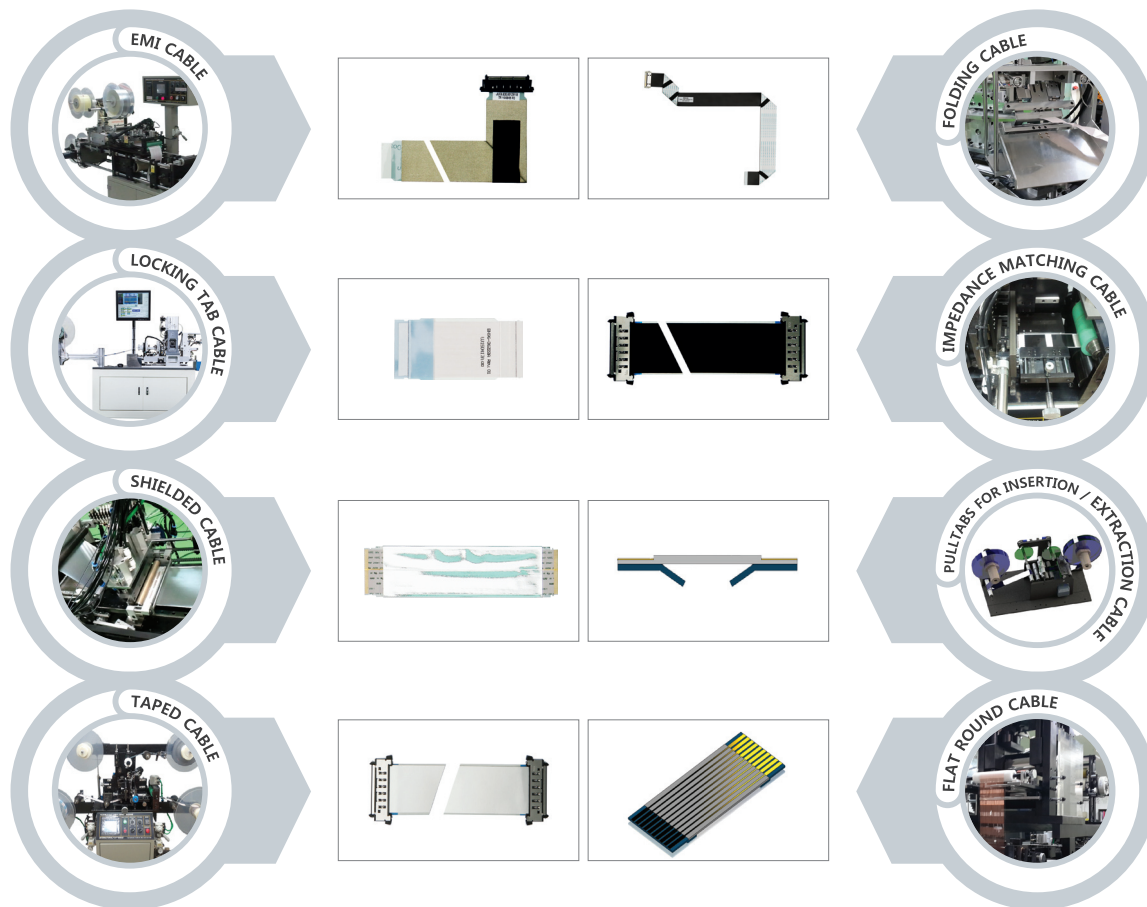 EMI CABLE
FOLDING CABLE
LOCKING TAB CABLE
IMPEDANCE MATCHING CABLE
SHIELDED CABLE
PULLTABS FOR INSERTION / EXTRACTION CABLE
TAPED CABLE
FLAT ROUND CABLE